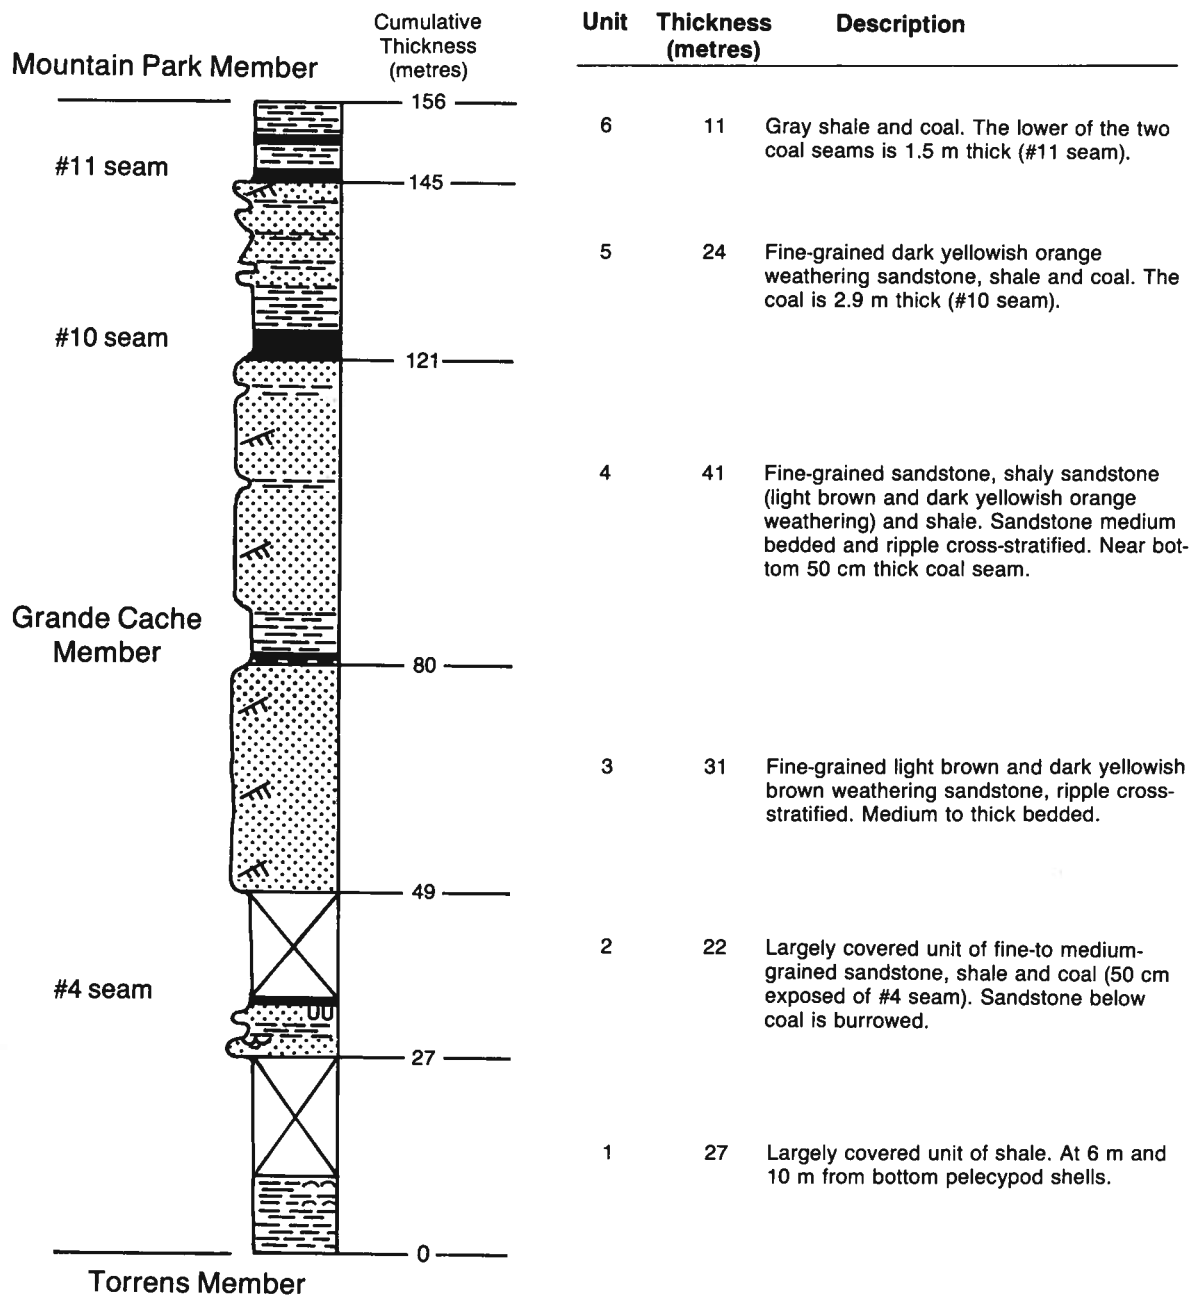 Cumulative
Thickness
(metres)
Unit Thickness Description
(metres)
Mountain Park Member
156
6 11 Gray shale and coal. The lower of the two
coal seams is 1.5 m thick (#11 seam).
#11 seam
145
5 24 Fine-grained dark yellowish orange
weathering sandstone, shale and coal. The
coal is 2.9 m thick (#10 seam).
#10 seam
121
4 41 Fine-grained sandstone, shaly sandstone
(light brown and dark yellowish orange
weathering) and shale. Sandstone medium
bedded and ripple cross-stratified. Near bot-
tom 50 cm thick coal seam.
Grande Cache
Member
80
3 31 Fine-grained light brown and dark yellowish
brown weathering sandstone, ripple cross-
stratified. Medium to thick bedded.
49
2 22 Largely covered unit of fine-to medium-
grained sandstone, shale and coal (50 cm
exposed of #4 seam). Sandstone below
coal is burrowed.
#4 seam
27
1 27 Largely covered unit of shale. At 6 m and
10 m from bottom pelecypod shells.
0
Torrens Member